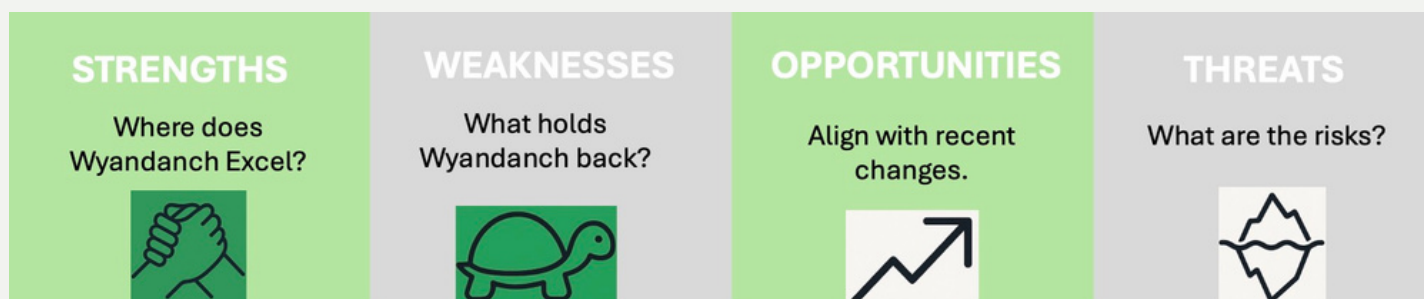 STRENGTHS
Where does
Wyandanch Excel?
WEAKNESSES
What holds
Wyandanch back?
OPPORTUNITIES
Align with recent
changes.
THREATS
What are the risks?